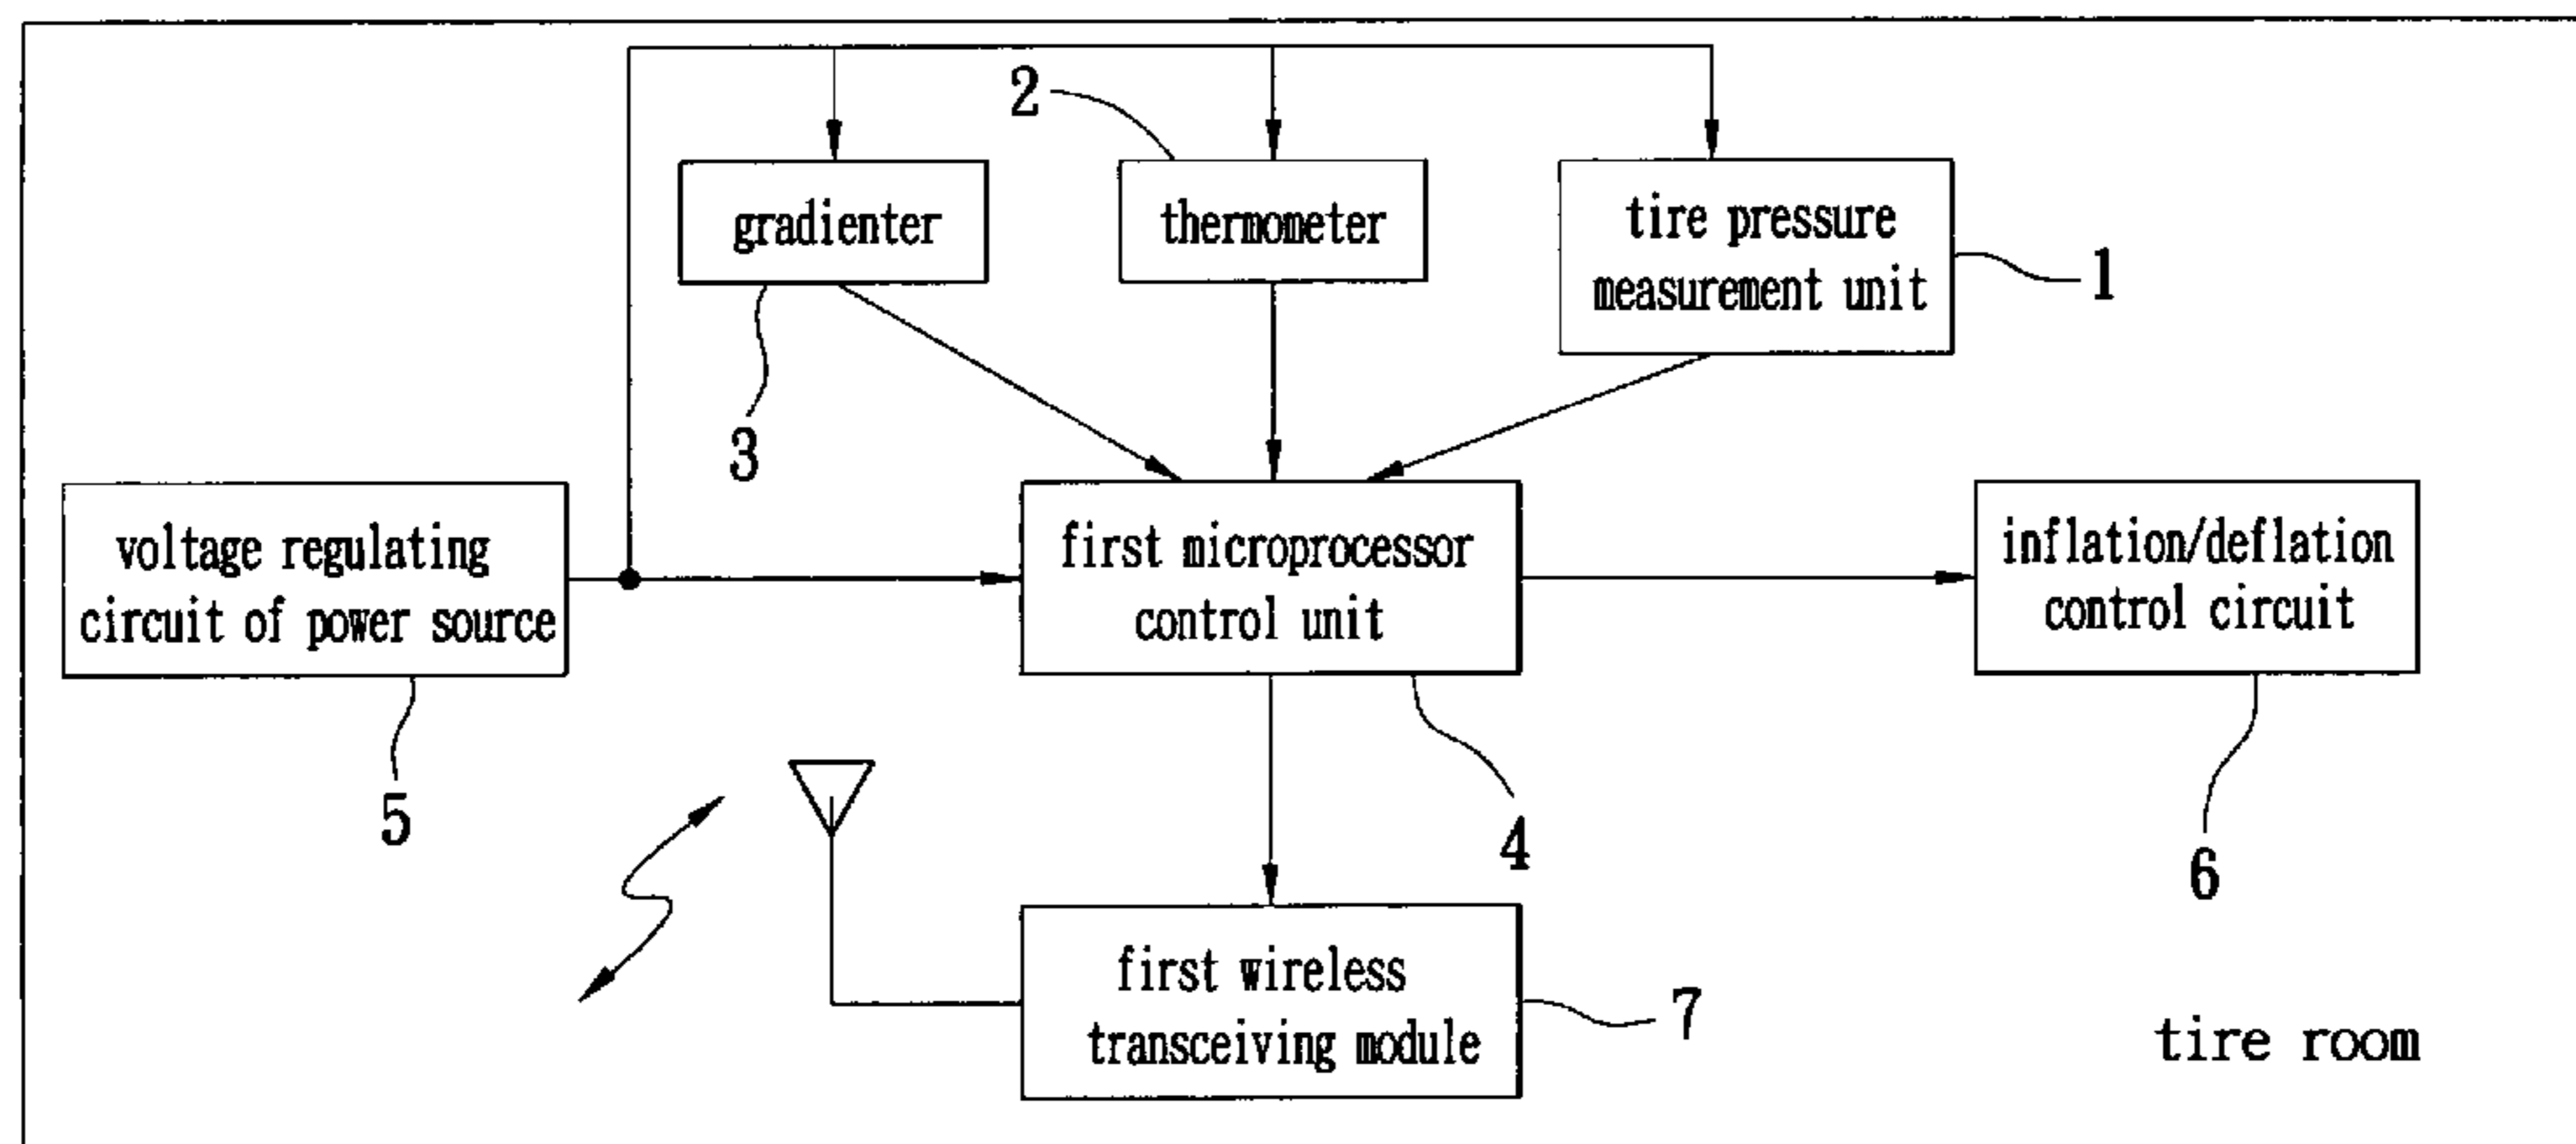 2
gradienter
thermometer
tire pressure
measurement unit
1
3
voltage regulating
circuit of power source
first microprocessor
control unit
inflation/deflation
control circuit
5
4
6
first wireless
transceiving module
7
tire room